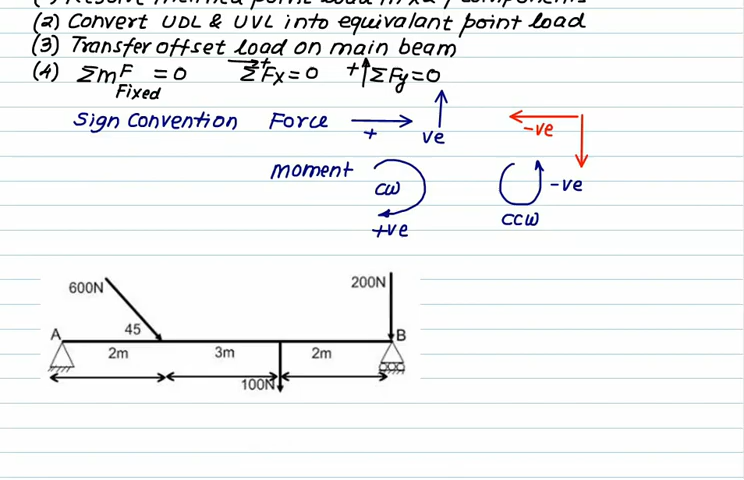 (2) Convert UDL & UVL into equivalant point load
(3) Transfer offset load on main beam
(4) ΣmF = 0 ΣFx = 0 +↑ΣFy = 0
Fixed
Sign Convention Force + ve -ve
moment cw -ve
+ve ccw
600N 200N
A 45 B
2m 3m 2m
100N